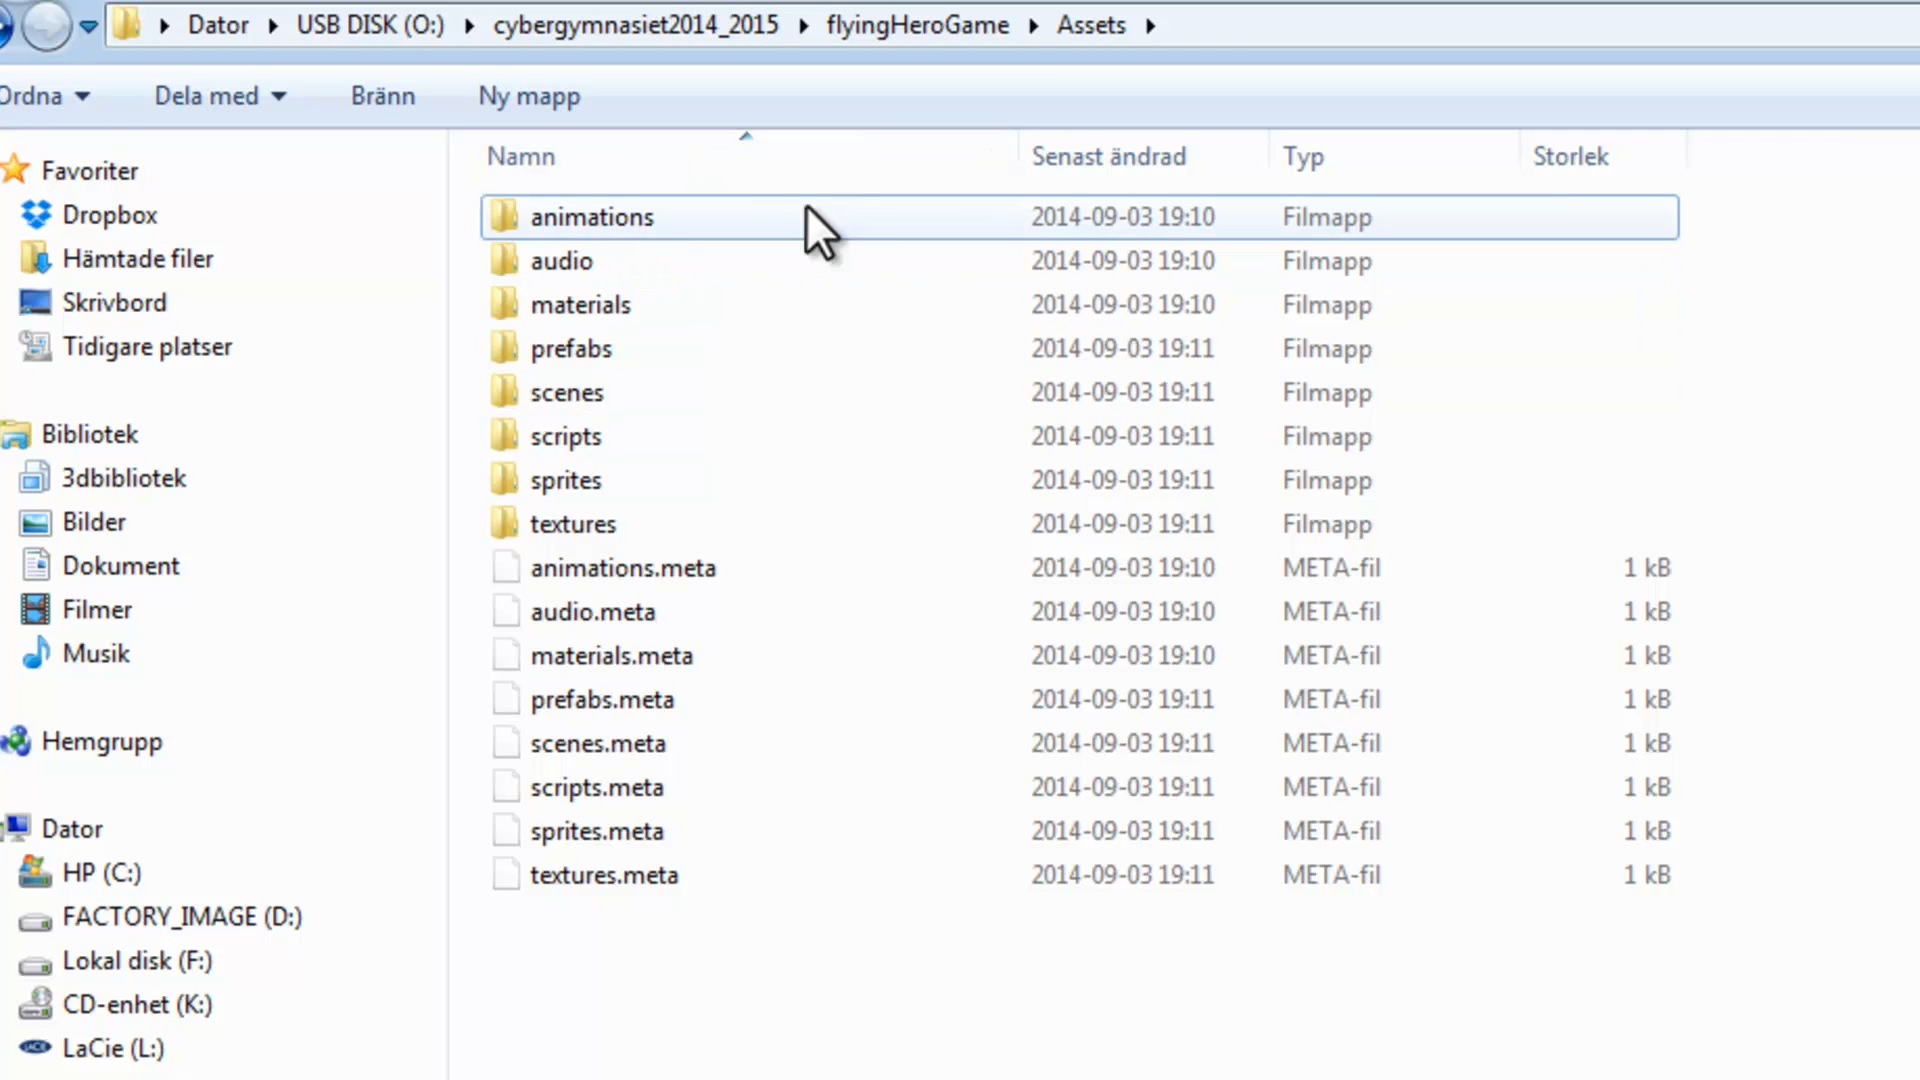 Dator USB DISK (O:) cybergymnasiet2014_2015 flyingHeroGame Assets
Ordna Dela med Bränn Ny mapp
Namn Senast ändrad Typ Storlek
Favoriter
Dropbox
Hämtade filer
Skrivbord
Tidigare platser
Bibliotek
3dbibliotek
Bilder
Dokument
Filmer
Musik
Hemgrupp
Dator
HP (C:)
FACTORY_IMAGE (D:)
Lokal disk (F:)
CD-enhet (K:)
LaCie (L:)
animations 2014-09-03 19:10 Filmapp
audio 2014-09-03 19:10 Filmapp
materials 2014-09-03 19:10 Filmapp
prefabs 2014-09-03 19:11 Filmapp
scenes 2014-09-03 19:11 Filmapp
scripts 2014-09-03 19:11 Filmapp
sprites 2014-09-03 19:11 Filmapp
textures 2014-09-03 19:11 Filmapp
animations.meta 2014-09-03 19:10 META-fil 1 kB
audio.meta 2014-09-03 19:10 META-fil 1 kB
materials.meta 2014-09-03 19:10 META-fil 1 kB
prefabs.meta 2014-09-03 19:11 META-fil 1 kB
scenes.meta 2014-09-03 19:11 META-fil 1 kB
scripts.meta 2014-09-03 19:11 META-fil 1 kB
sprites.meta 2014-09-03 19:11 META-fil 1 kB
textures.meta 2014-09-03 19:11 META-fil 1 kB